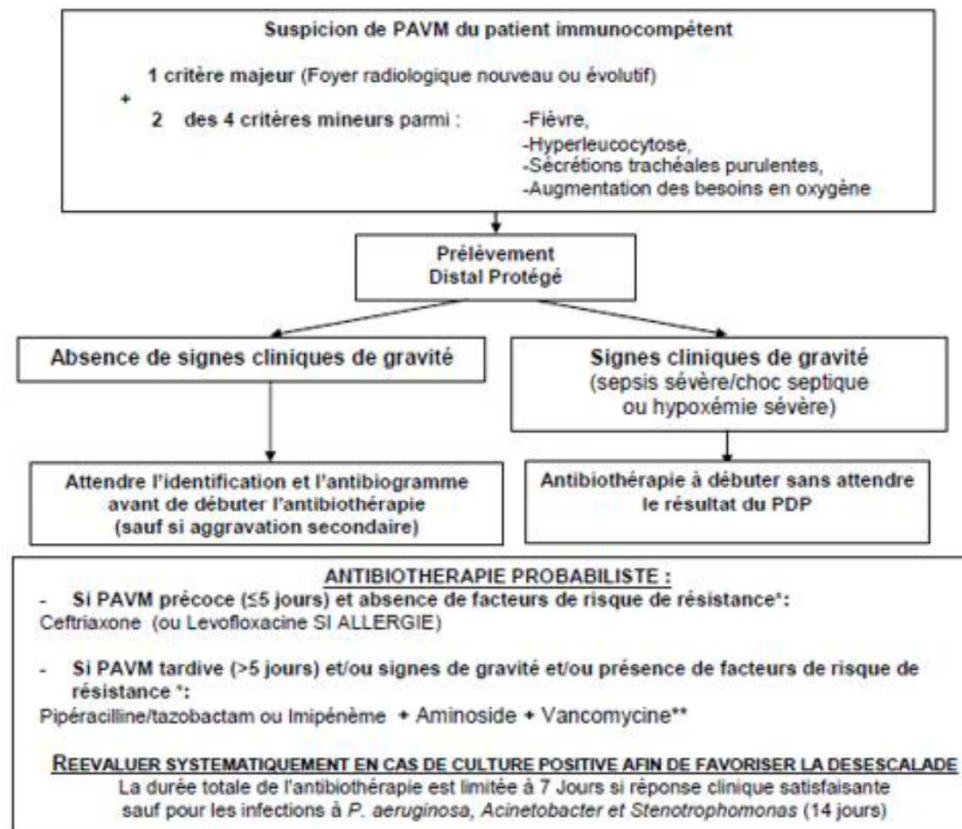 Suspicion de PAVM du patient immunocompétent
1 critère majeur (Foyer radiologique nouveau ou évolutif)
+
2 des 4 critères mineurs parmi : -Fièvre,
-Hyperleucocytose,
-Sécrétions trachéales purulentes,
-Augmentation des besoins en oxygène
Prélèvement
Distal Protégé
Absence de signes cliniques de gravité
Signes cliniques de gravité
(sepsis sévère/choc septique
ou hypoxémie sévère)
Attendre l'identification et l'antibiogramme
avant de débuter l'antibiothérapie
(sauf si aggravation secondaire)
Antibiothérapie à débuter sans attendre
le résultat du PDP
ANTIBIOTHERAPIE PROBABILISTE :
- Si PAVM précoce (≤5 jours) et absence de facteurs de risque de résistance*:
Ceftriaxone (ou Levofloxacine SI ALLERGIE)
- Si PAVM tardive (>5 jours) et/ou signes de gravité et/ou présence de facteurs de risque de
résistance *:
Pipéracilline/tazobactam ou Imipénème + Aminoside + Vancomycine**
REEVALUER SYSTEMATIQUEMENT EN CAS DE CULTURE POSITIVE AFIN DE FAVORISER LA DESESCALADE
La durée totale de l'antibiothérapie est limitée à 7 Jours si réponse clinique satisfaisante
sauf pour les infections à P. aeruginosa, Acinetobacter et Stenotrophomonas (14 jours)